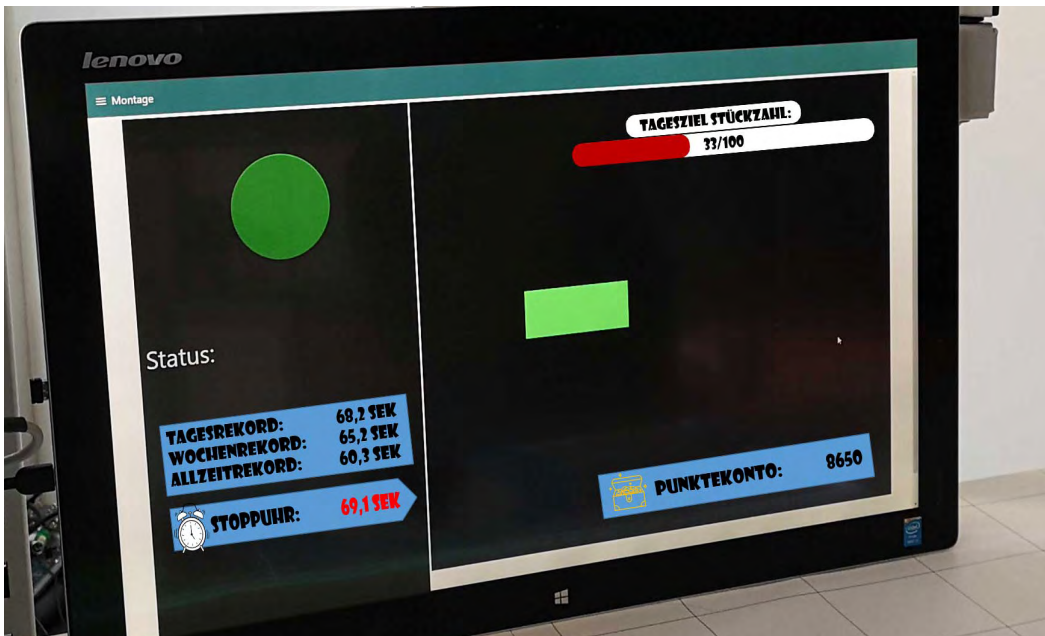 lenovo
Montage
TAGESZIEL STÜCKZAHL:
33/100
Status:
TAGESREKORD: 68,2 SEK
WOCHENREKORD: 65,2 SEK
ALLZEITREKORD: 60,3 SEK
STOPPUHR: 69,1 SEK
PUNKTEKONTO: 8650